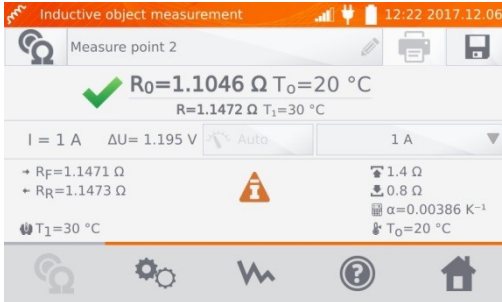 Inductive object measurement 12:22 2017.12.06
Measure point 2
R0=1.1046 Ω To=20 °C
R=1.1472 Ω T1=30 °C
I = 1 A ΔU= 1.195 V Auto 1 A
RF=1.1471 Ω 1.4 Ω
RR=1.1473 Ω 0.8 Ω
α=0.00386 K⁻¹
T1=30 °C To=20 °C